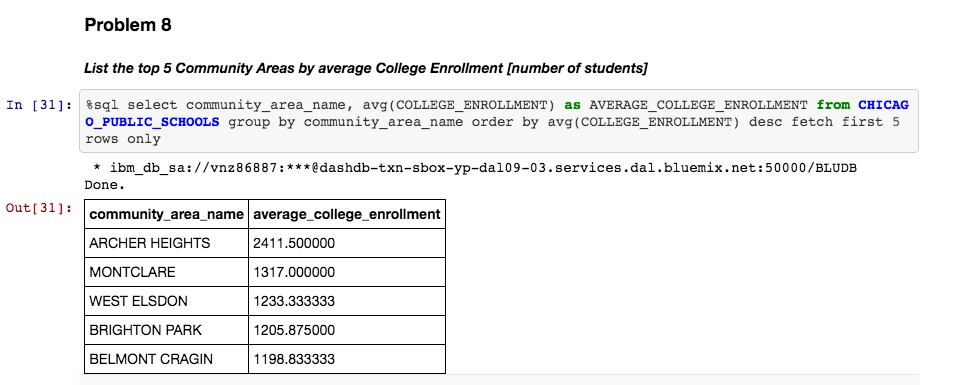 Problem 8
List the top 5 Community Areas by average College Enrollment [number of students]
In [31]: %sql select community_area_name, avg(COLLEGE_ENROLLMENT) as AVERAGE_COLLEGE_ENROLLMENT from CHICAG
O_PUBLIC_SCHOOLS group by community_area_name order by avg(COLLEGE_ENROLLMENT) desc fetch first 5
rows only
* ibm_db_sa://vnz86887:***@dashdb-txn-sbox-yp-dal09-03.services.dal.bluemix.net:50000/BLUDB
Done.
Out[31]: community_area_name average_college_enrollment
ARCHER HEIGHTS 2411.500000
MONTCLARE 1317.000000
WEST ELSDON 1233.333333
BRIGHTON PARK 1205.875000
BELMONT CRAGIN 1198.833333